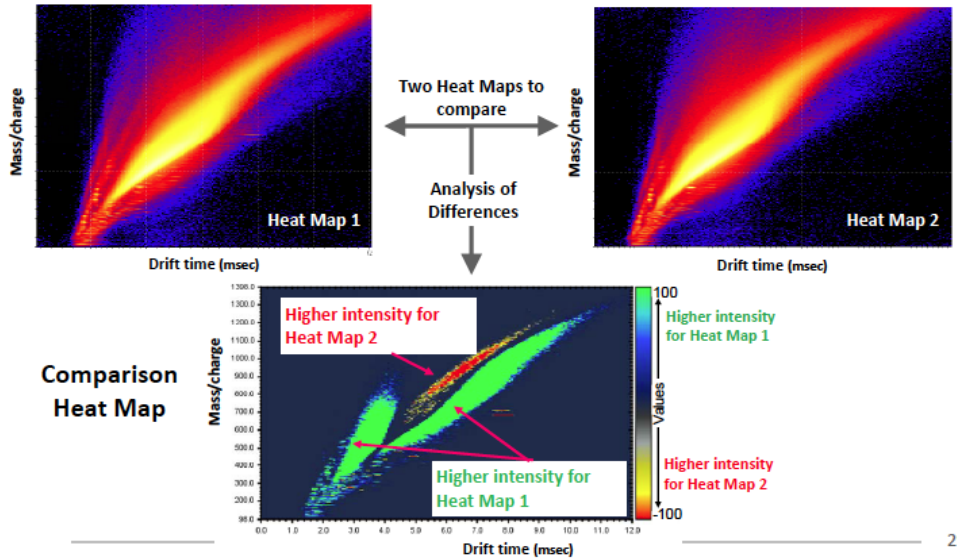 Mass/charge
Heat Map 1
Drift time (msec)
Two Heat Maps to
compare
Analysis of
Differences
Mass/charge
Heat Map 2
Drift time (msec)
Comparison
Heat Map
Mass/charge
1398.0
1300.0
1200.0
1100.0
1000.0
900.0
800.0
700.0
600.0
500.0
400.0
300.0
200.0
98.0
0.0 1.0 2.0 3.0 4.0 5.0 6.0 7.0 8.0 9.0 10.0 11.0 12.0
Drift time (msec)
Higher intensity for
Heat Map 2
Higher intensity for
Heat Map 1
100
Values
-100
Higher intensity
for Heat Map 1
Higher intensity
for Heat Map 2
2